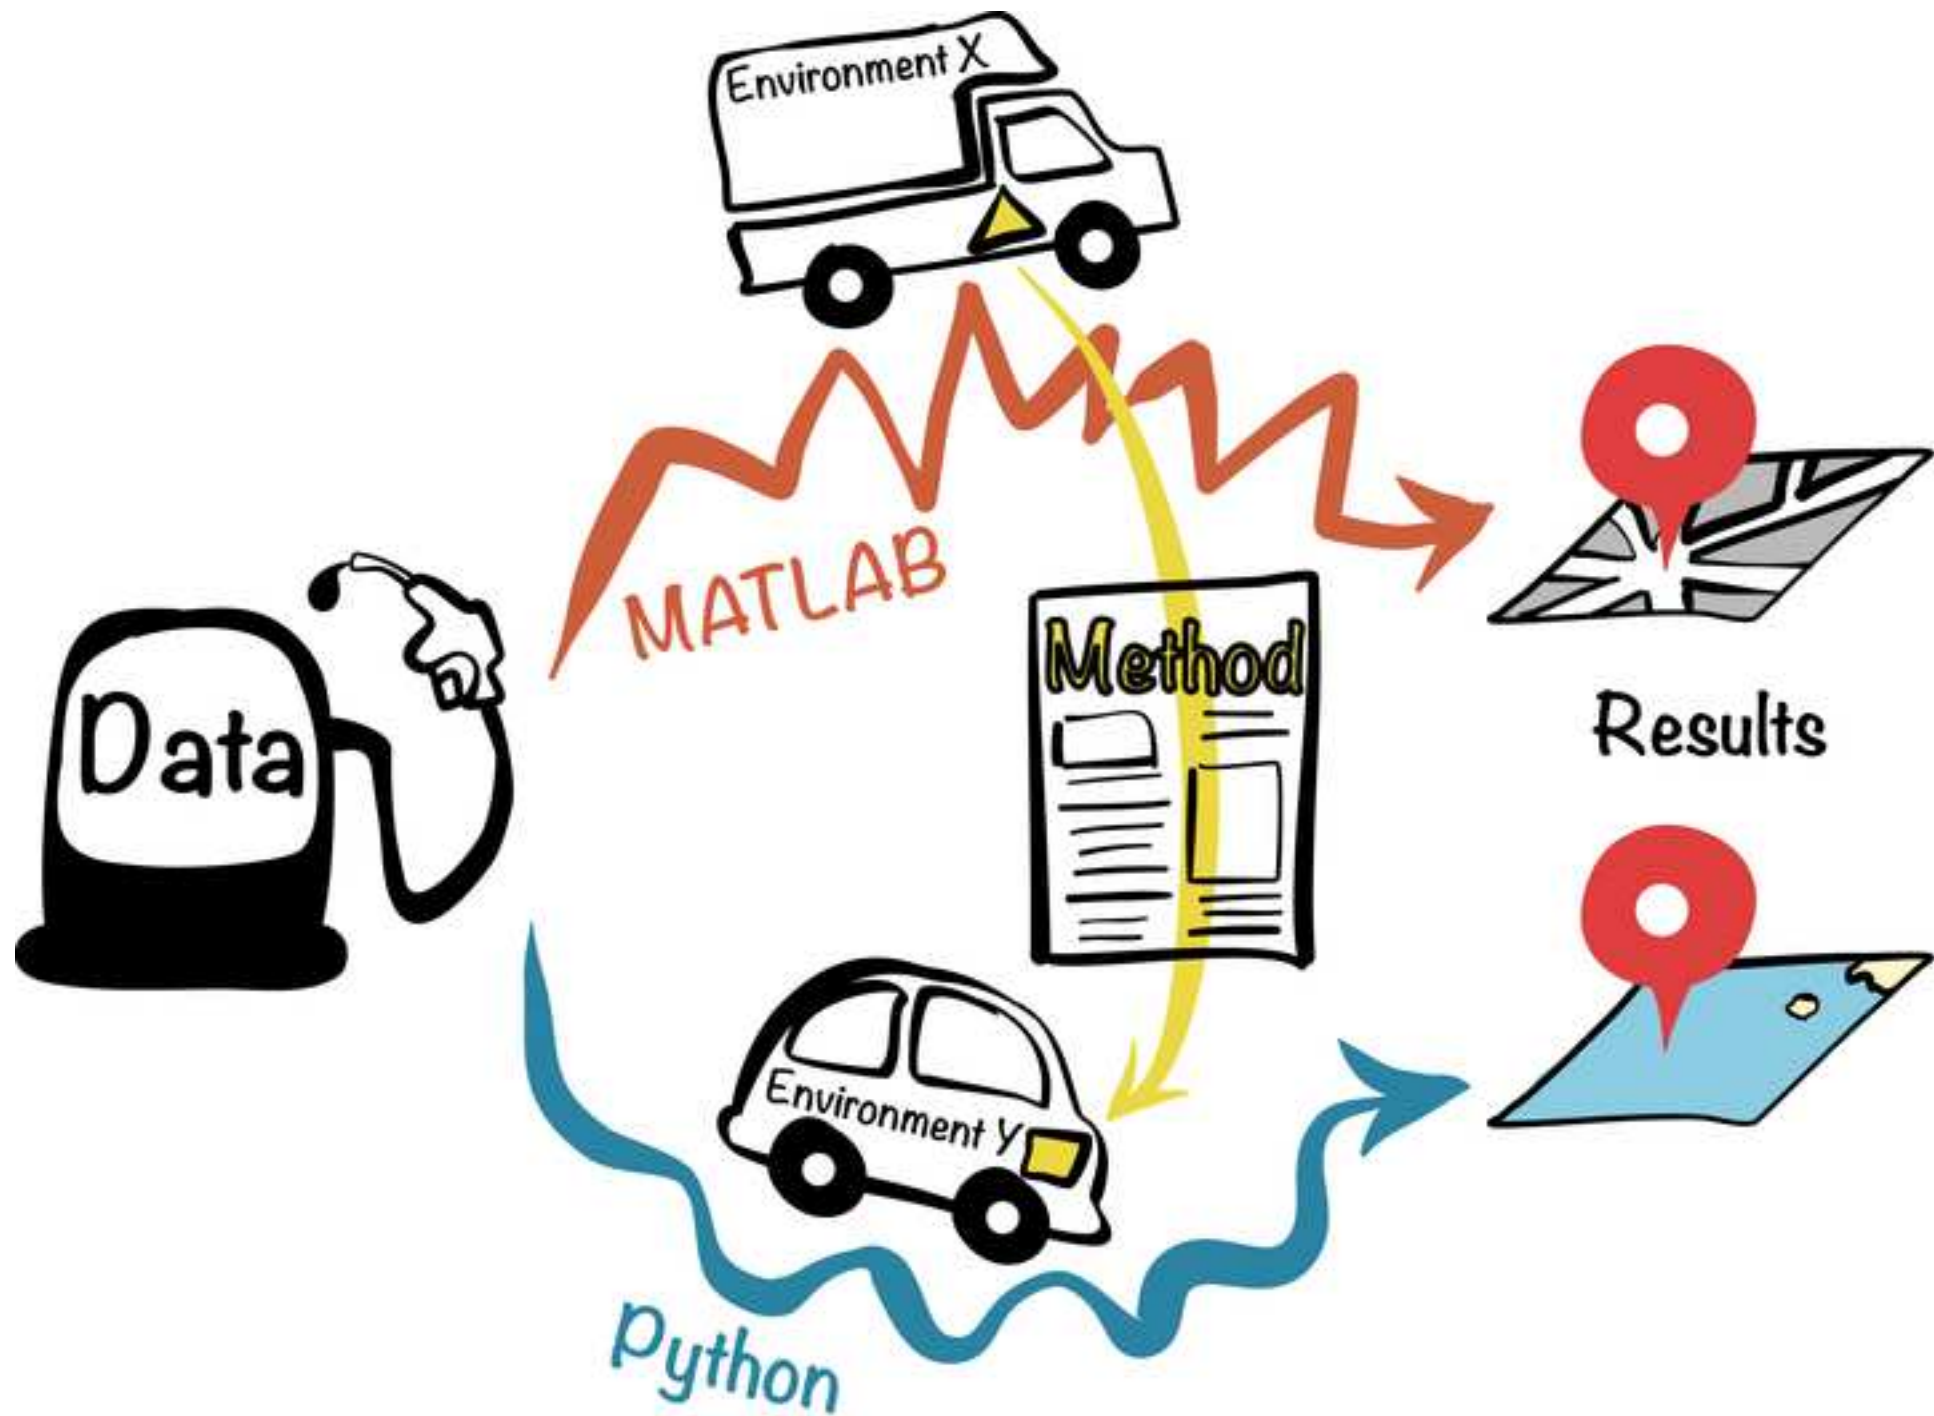 Environment X
MATLAB
Method
Data
Results
Environment Y
Python